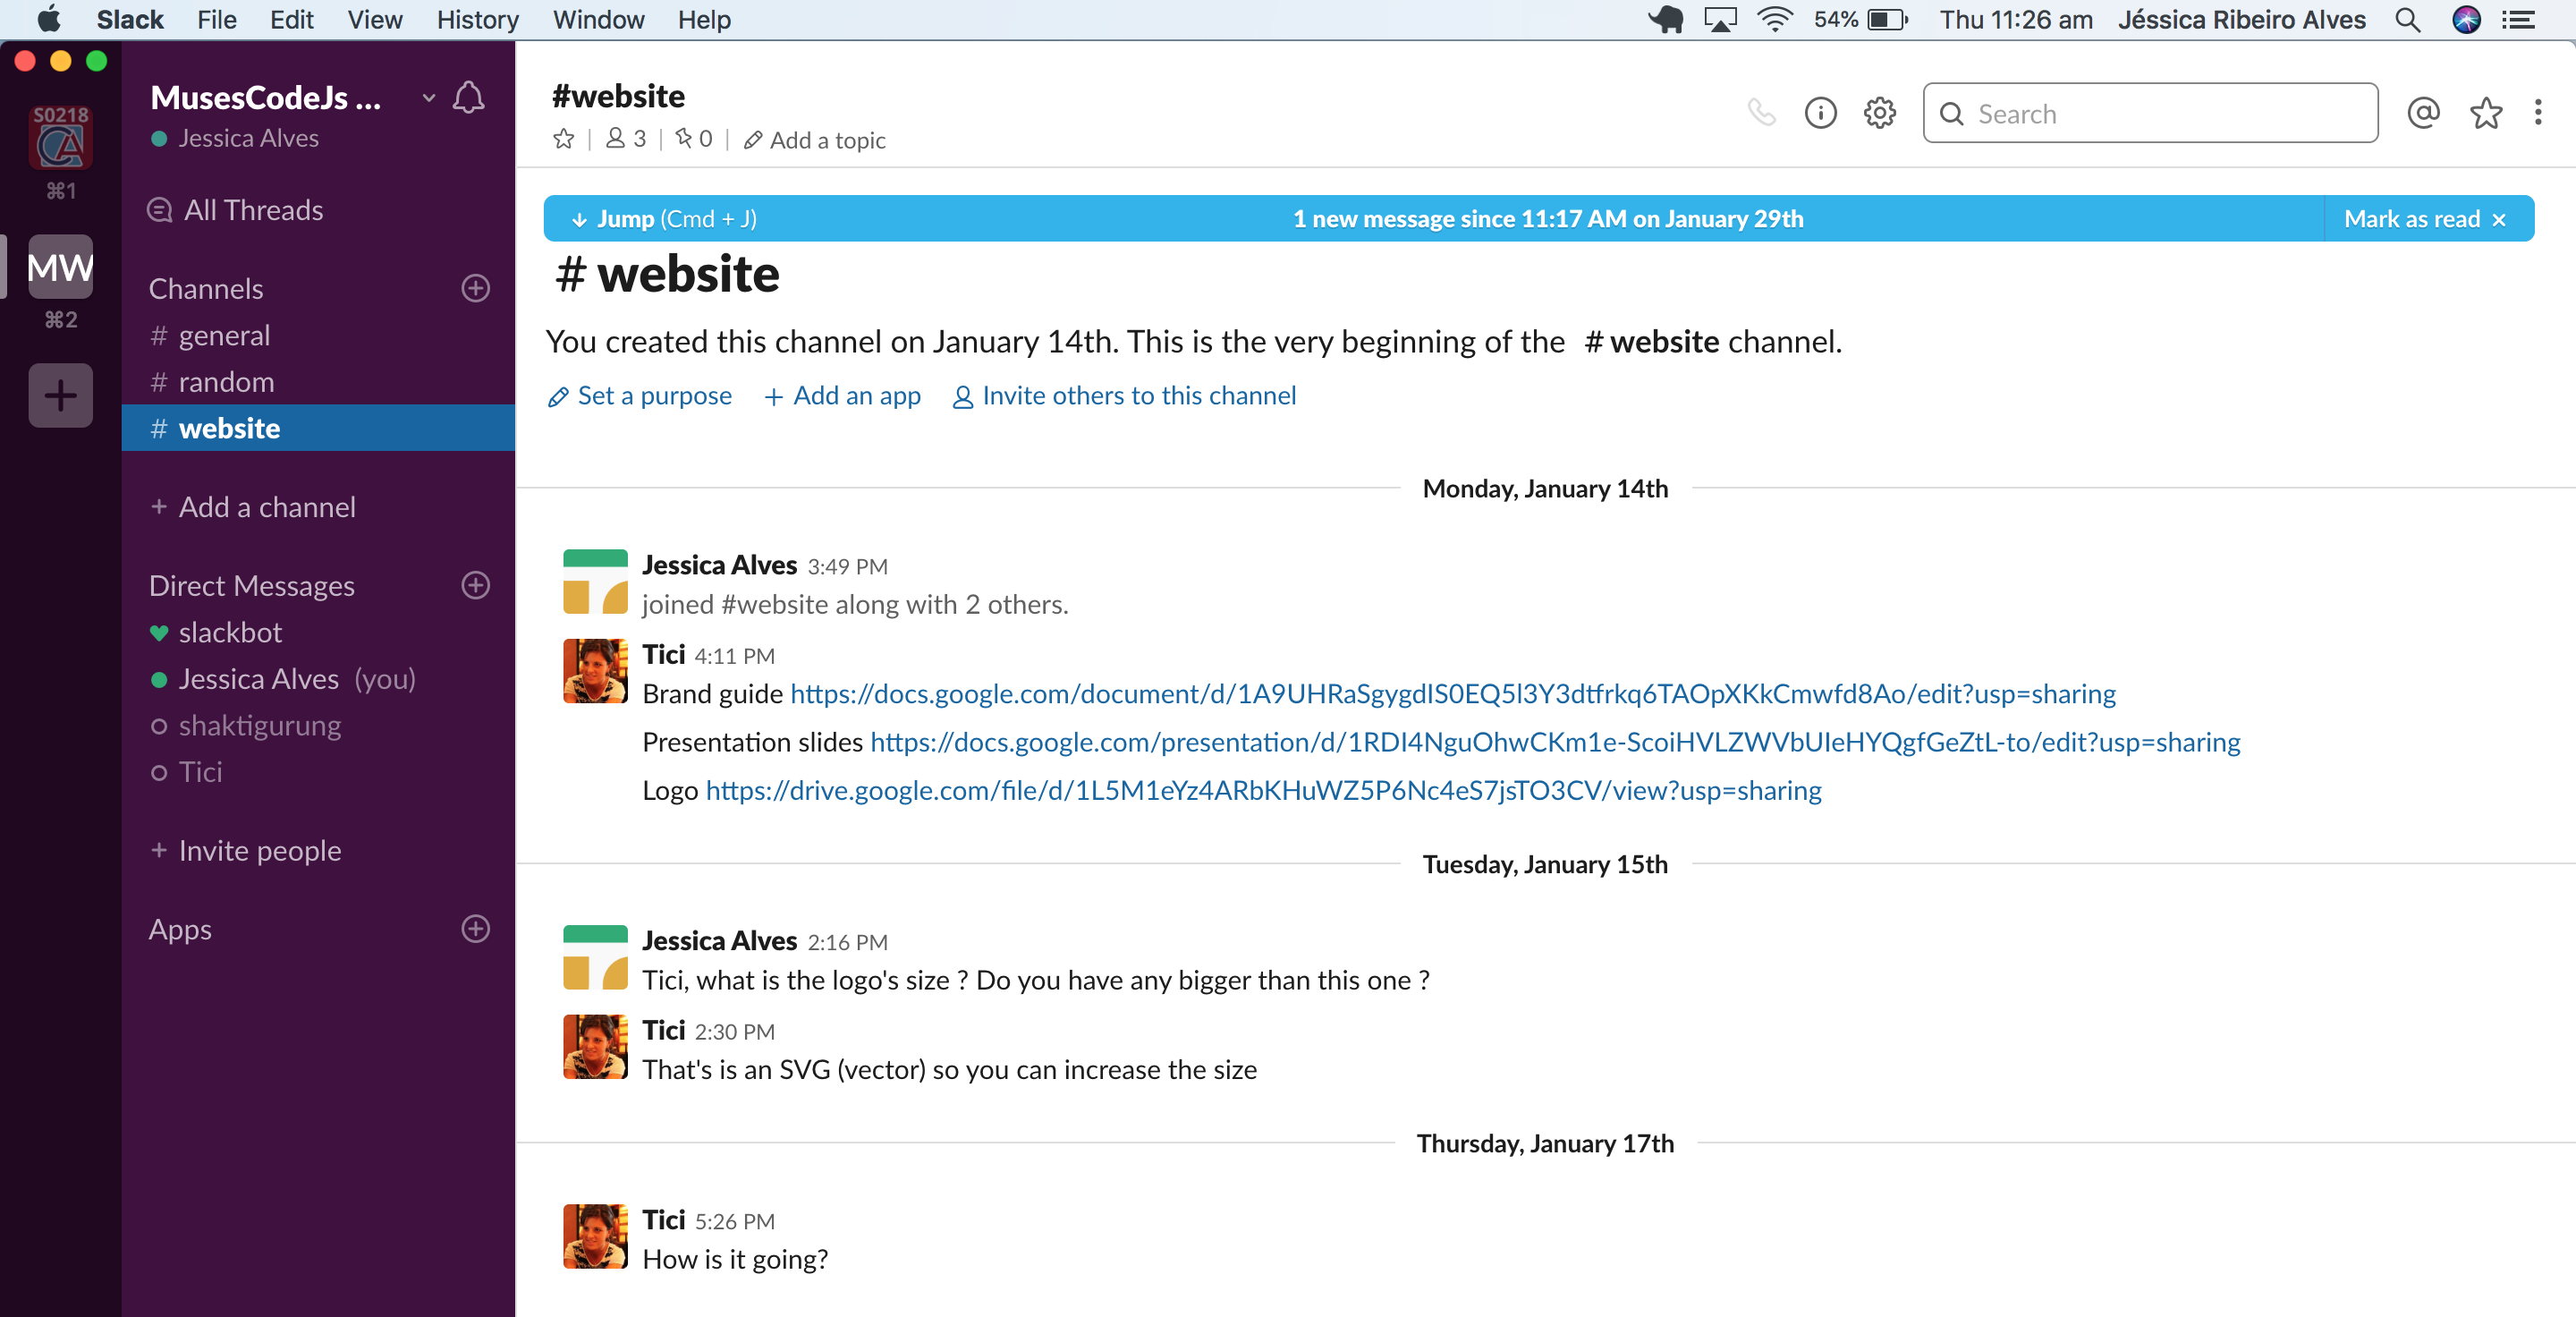 Slack File Edit View History Window Help 54% Thu 11:26 am Jéssica Ribeiro Alves
S0218
CA
⌘1
MW
⌘2
MusesCodeJs ...
Jessica Alves
All Threads
Channels
# general
# random
# website
+ Add a channel
Direct Messages
slackbot
Jessica Alves (you)
shaktigurung
Tici
+ Invite people
Apps
#website
3 | 0 | Add a topic
Search
Jump (Cmd + J) 1 new message since 11:17 AM on January 29th Mark as read ×
# website
You created this channel on January 14th. This is the very beginning of the # website channel.
Set a purpose + Add an app Invite others to this channel
Monday, January 14th
Jessica Alves 3:49 PM
joined #website along with 2 others.
Tici 4:11 PM
Brand guide https://docs.google.com/document/d/1A9UHRaSgygdIS0EQ5l3Y3dtfrkq6TAOpXKkCmwfd8Ao/edit?usp=sharing
Presentation slides https://docs.google.com/presentation/d/1RDI4NguOhwCKm1e-ScoiHVLZWVbUIeHYQgfGeZtL-to/edit?usp=sharing
Logo https://drive.google.com/file/d/1L5M1eYz4ARbKHuWZ5P6Nc4eS7jsTO3CV/view?usp=sharing
Tuesday, January 15th
Jessica Alves 2:16 PM
Tici, what is the logo's size ? Do you have any bigger than this one ?
Tici 2:30 PM
That's is an SVG (vector) so you can increase the size
Thursday, January 17th
Tici 5:26 PM
How is it going?